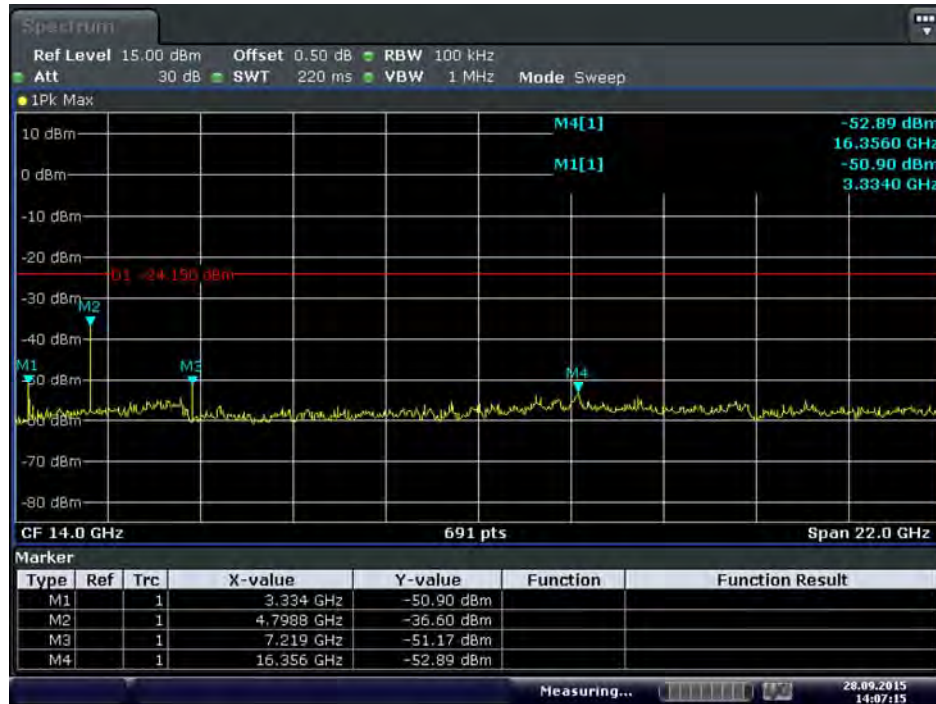 Spectrum
Ref Level 15.00 dBm Offset 0.50 dB RBW 100 kHz
Att 30 dB SWT 220 ms VBW 1 MHz Mode Sweep
1Pk Max
M4[1] -52.89 dBm
16.3560 GHz
M1[1] -50.90 dBm
3.3340 GHz
10 dBm
0 dBm
-10 dBm
-20 dBm
D1 -24.150 dBm
-30 dBm
M2
-40 dBm
M1 M3 M4
-50 dBm
-60 dBm
-70 dBm
-80 dBm
CF 14.0 GHz 691 pts Span 22.0 GHz
Marker
Type Ref Trc X-value Y-value Function Function Result
M1 1 3.334 GHz -50.90 dBm
M2 1 4.7988 GHz -36.60 dBm
M3 1 7.219 GHz -51.17 dBm
M4 1 16.356 GHz -52.89 dBm
Measuring... 28.09.2015
14:07:15